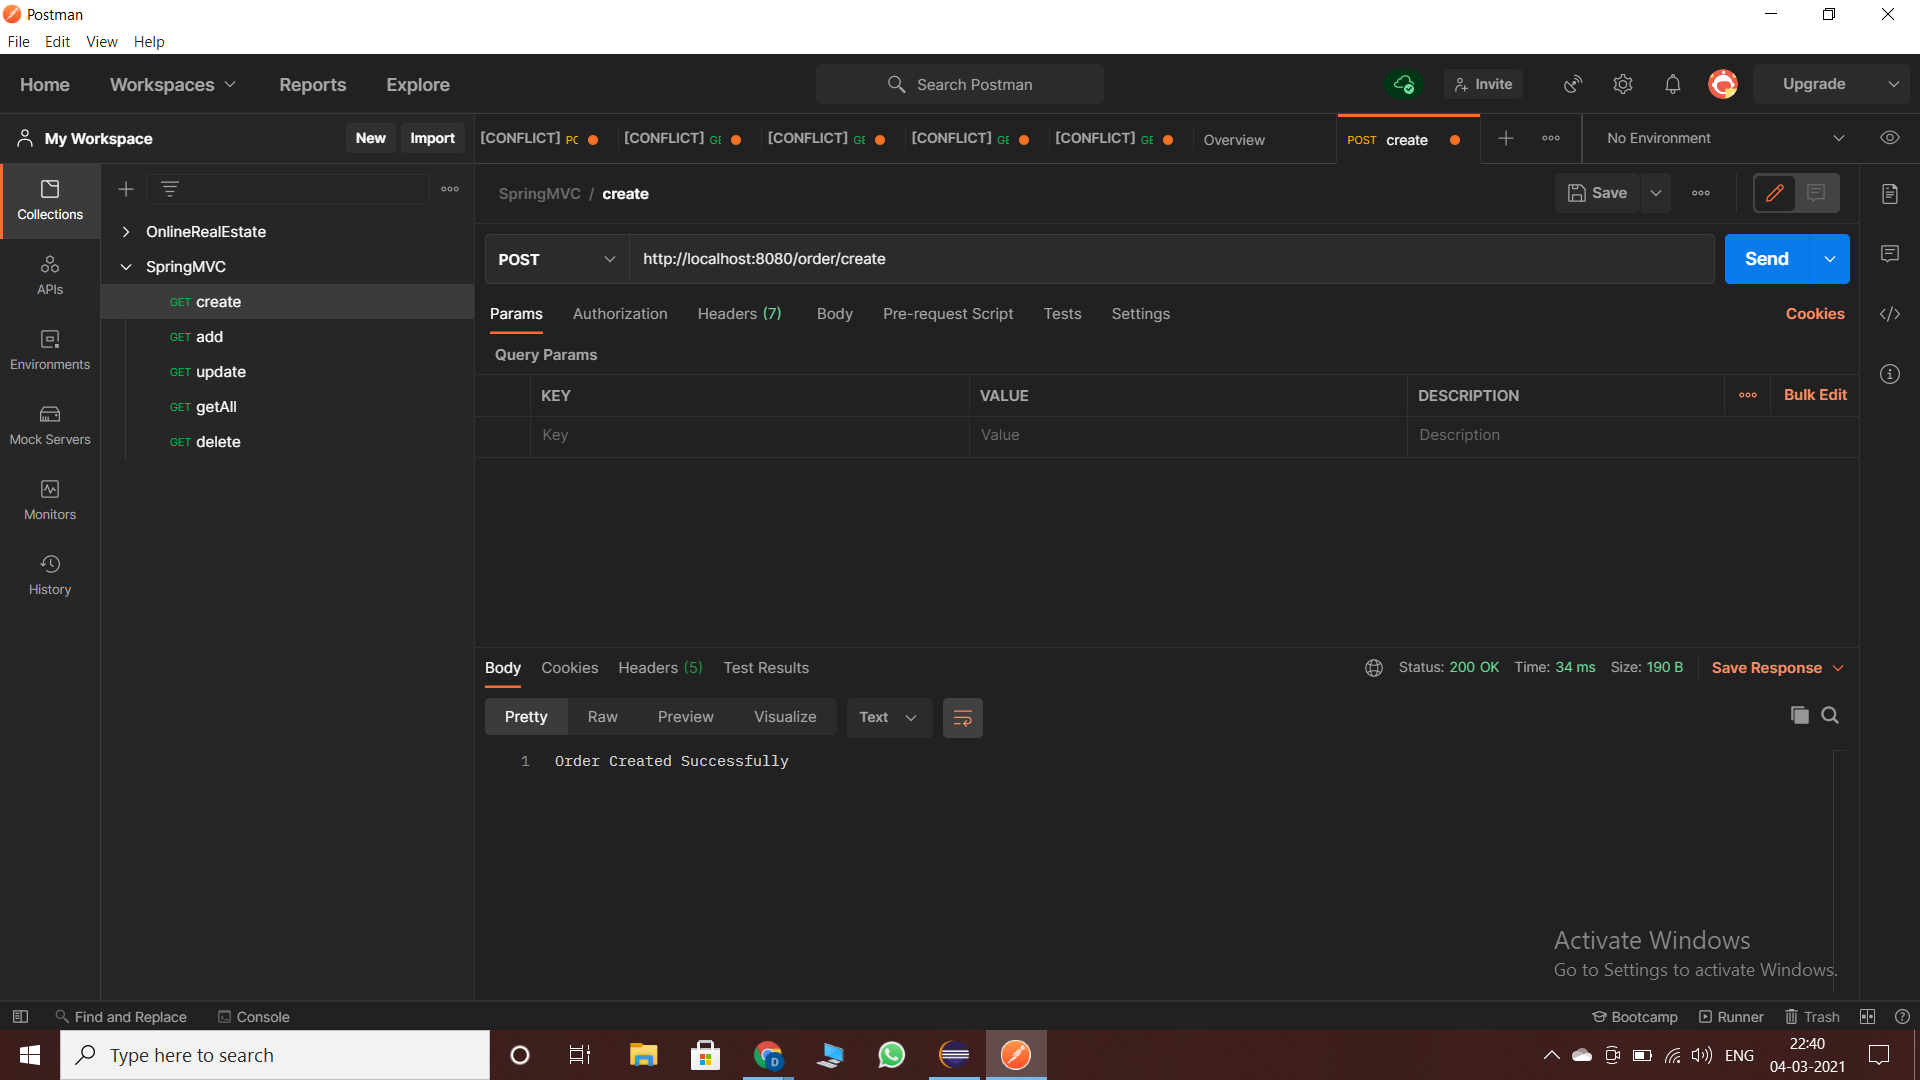 Postman
File Edit View Help
Home Workspaces Reports Explore Search Postman Invite Upgrade
My Workspace New Import [CONFLICT] PC [CONFLICT] GE [CONFLICT] GE [CONFLICT] GE [CONFLICT] GE Overview POST create No Environment
Collections
APIs
Environments
Mock Servers
Monitors
History
OnlineRealEstate
SpringMVC
GET create
GET add
GET update
GET getAll
GET delete
SpringMVC / create Save
POST http://localhost:8080/order/create Send
Params Authorization Headers (7) Body Pre-request Script Tests Settings Cookies
Query Params
KEY VALUE DESCRIPTION Bulk Edit
Key Value Description
Body Cookies Headers (5) Test Results Status: 200 OK Time: 34 ms Size: 190 B Save Response
Pretty Raw Preview Visualize Text
1 Order Created Successfully
Activate Windows
Go to Settings to activate Windows.
Find and Replace Console Bootcamp Runner Trash
Type here to search D ENG 22:40
04-03-2021